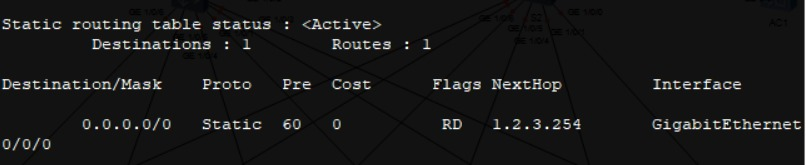 Static routing table status : <Active>
Destinations : 1 Routes : 1
Destination/Mask Proto Pre Cost Flags NextHop Interface
0.0.0.0/0 Static 60 0 RD 1.2.3.254 GigabitEthernet
0/0/0